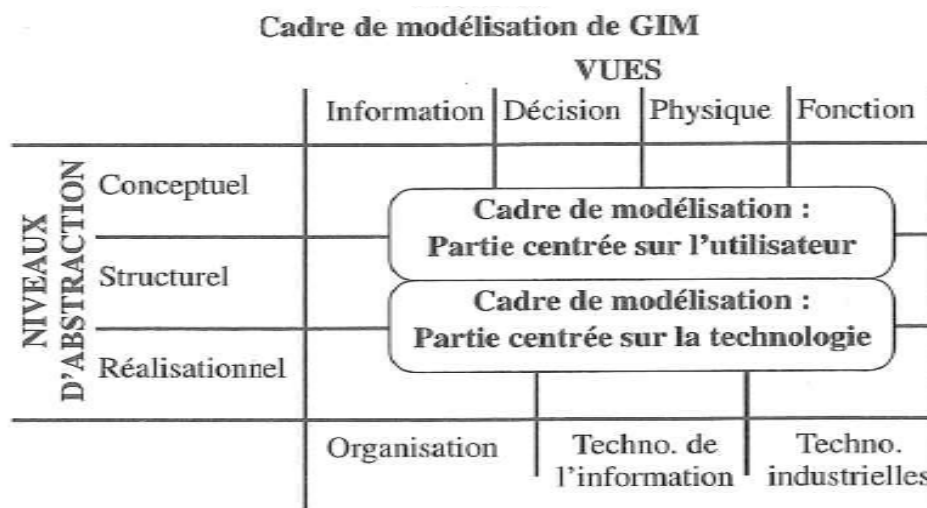 Cadre de modélisation de GIM
VUES
Information Décision Physique Fonction
NIVEAUX
D'ABSTRACTION
Conceptuel
Structurel
Réalisationnel
Cadre de modélisation :
Partie centrée sur l'utilisateur
Cadre de modélisation :
Partie centrée sur la technologie
Organisation
Techno. de
l'information
Techno.
industrielles